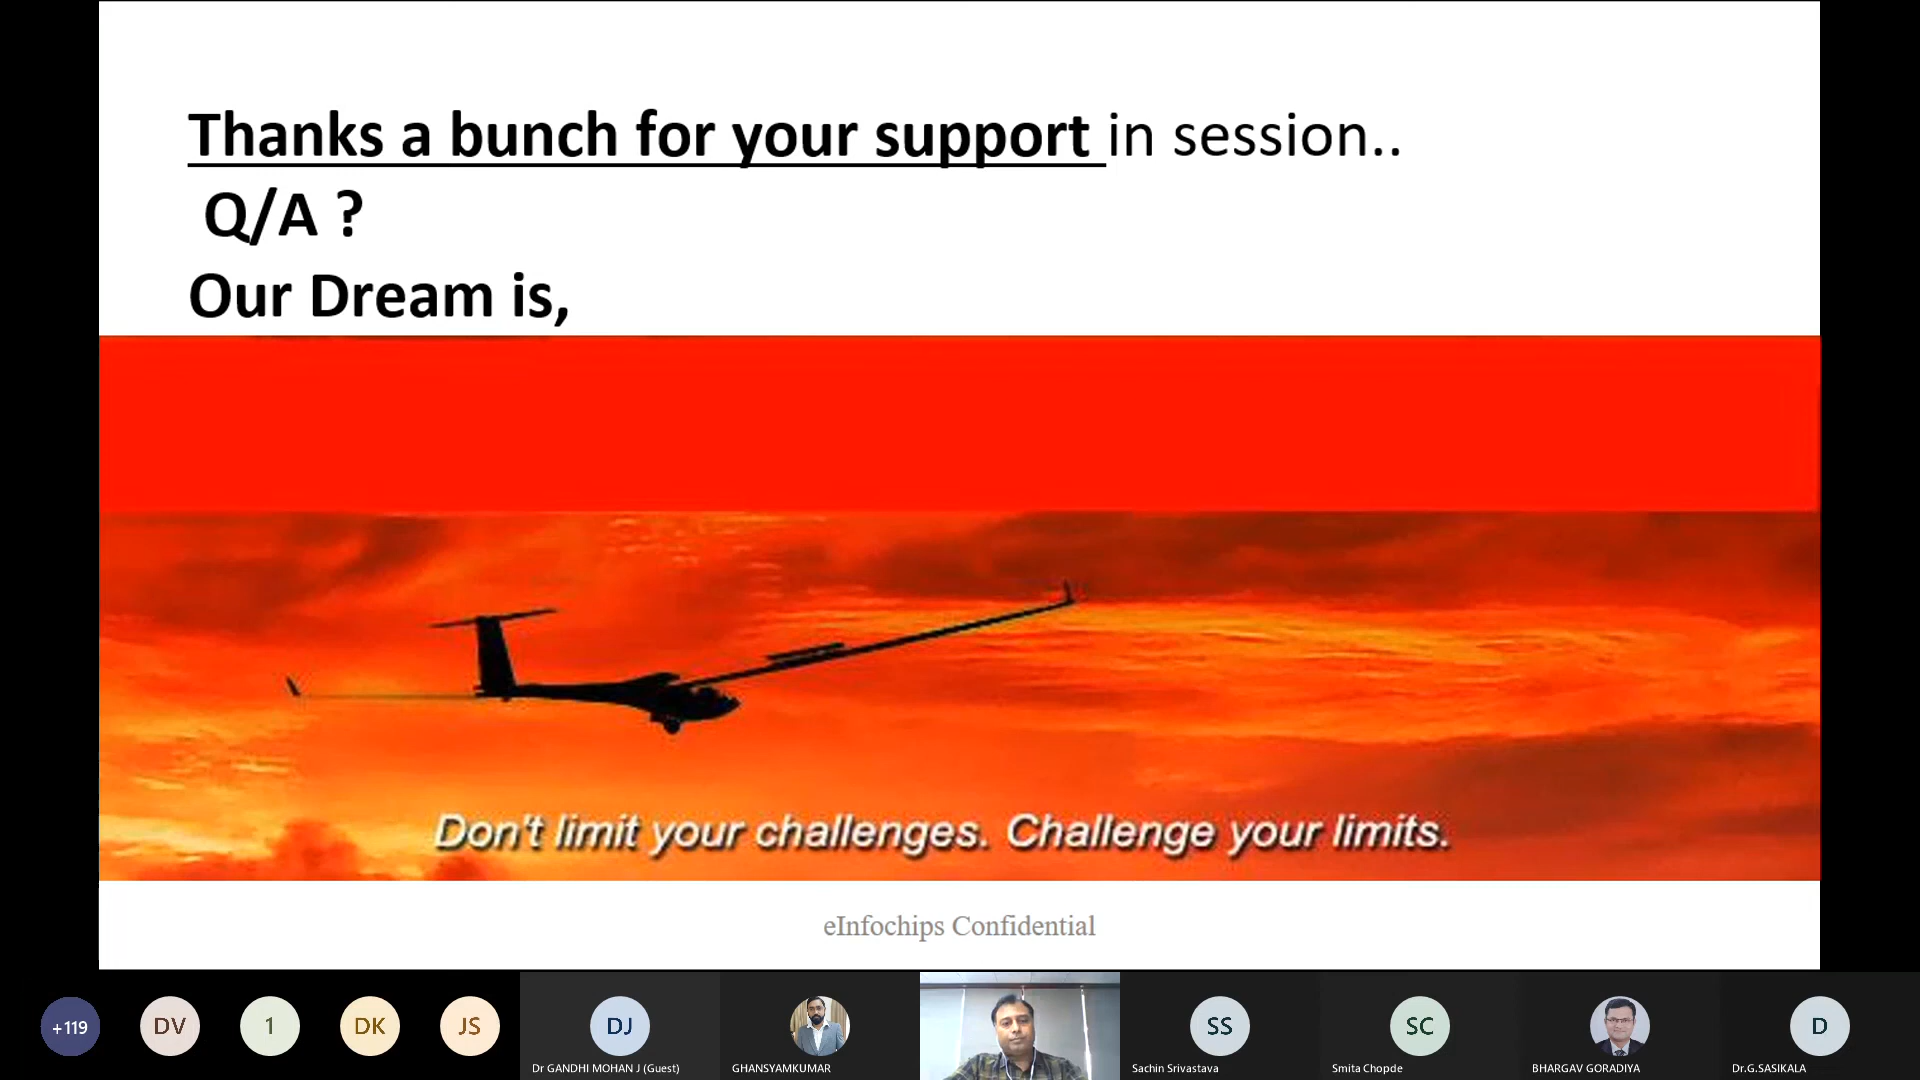 Thanks a bunch for your support in session..
Q/A ?
Our Dream is,
Don't limit your challenges. Challenge your limits.
eInfochips Confidential
+119
DV
1
DK
JS
DJ
SS
SC
D
Dr GANDHI MOHAN J (Guest)
GHANSYAMKUMAR
Sachin Srivastava
Smita Chopde
BHARGAV GORADIYA
Dr.G.SASIKALA